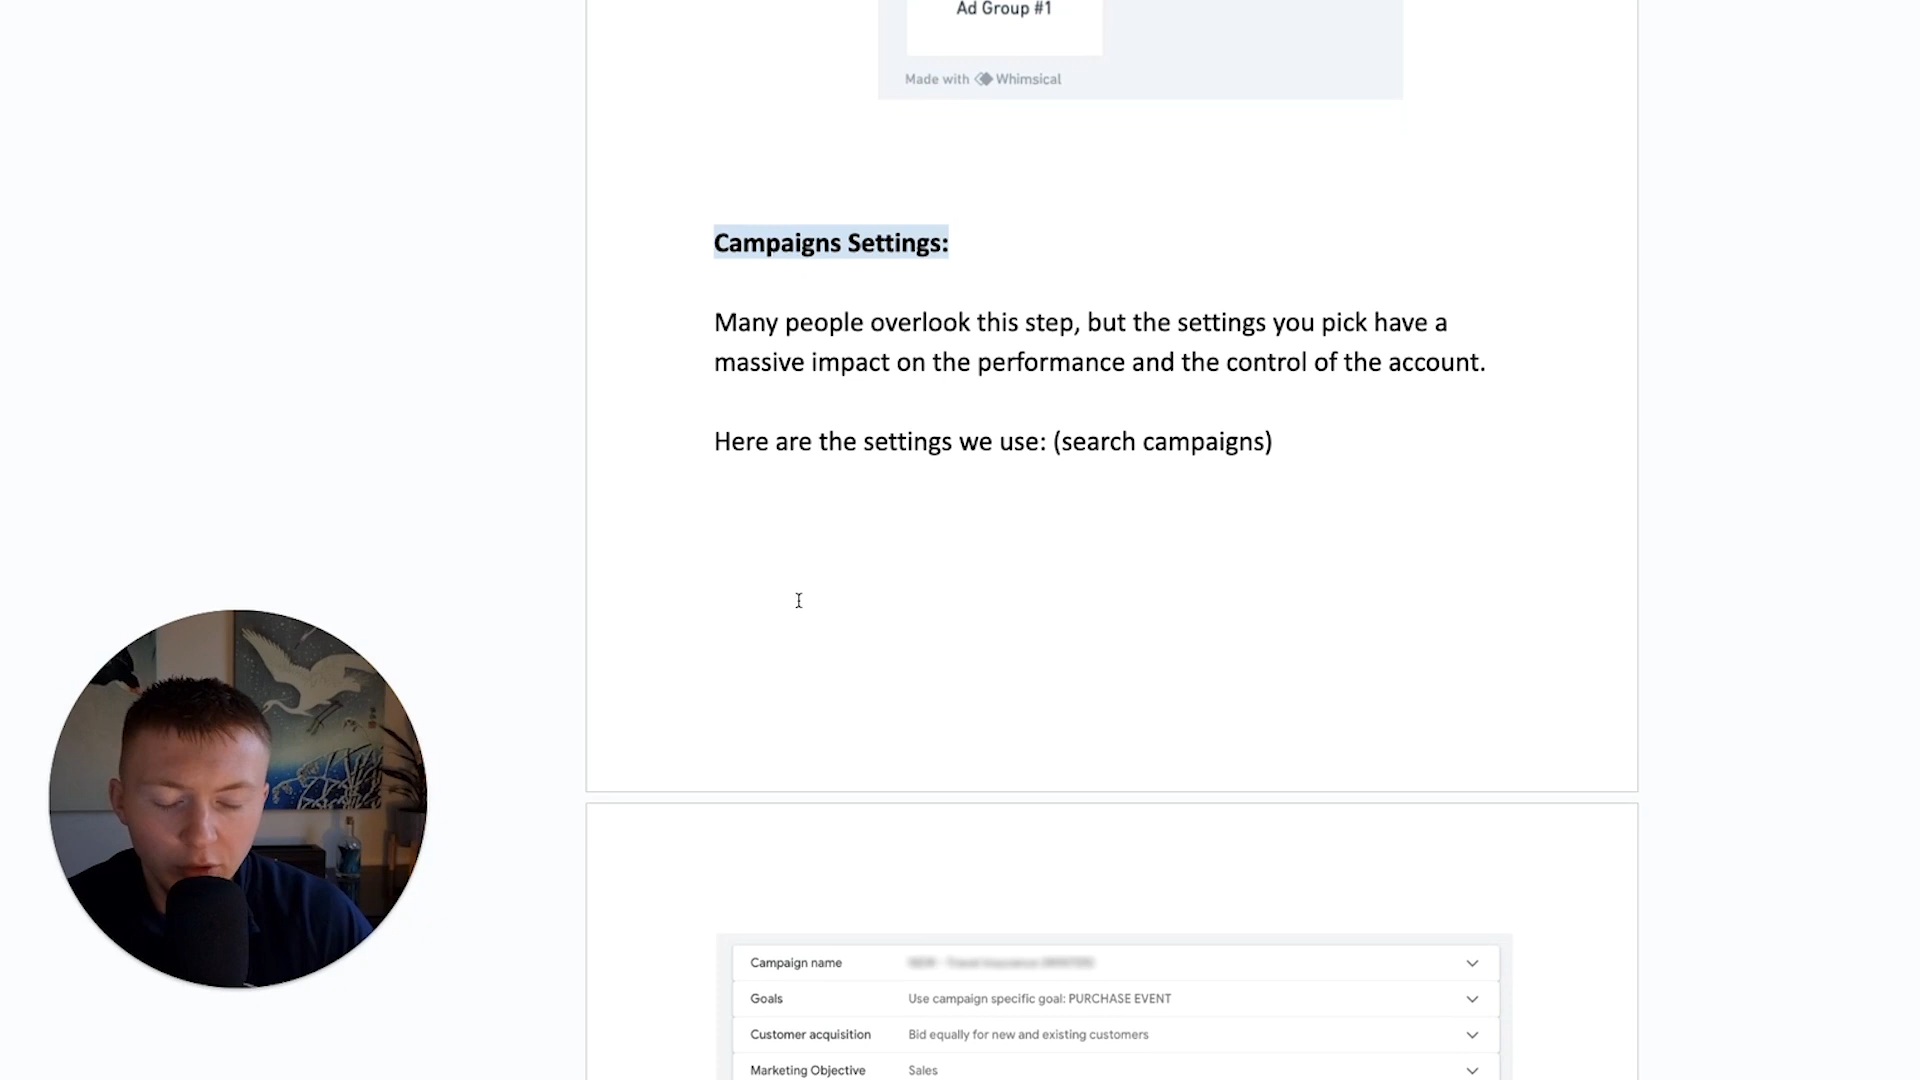 Ad Group #1
Made with Whimsical
Campaigns Settings:
Many people overlook this step, but the settings you pick have a
massive impact on the performance and the control of the account.
Here are the settings we use: (search campaigns)
Campaign name
Goals Use campaign specific goal: PURCHASE EVENT
Customer acquisition Bid equally for new and existing customers
Marketing Objective Sales